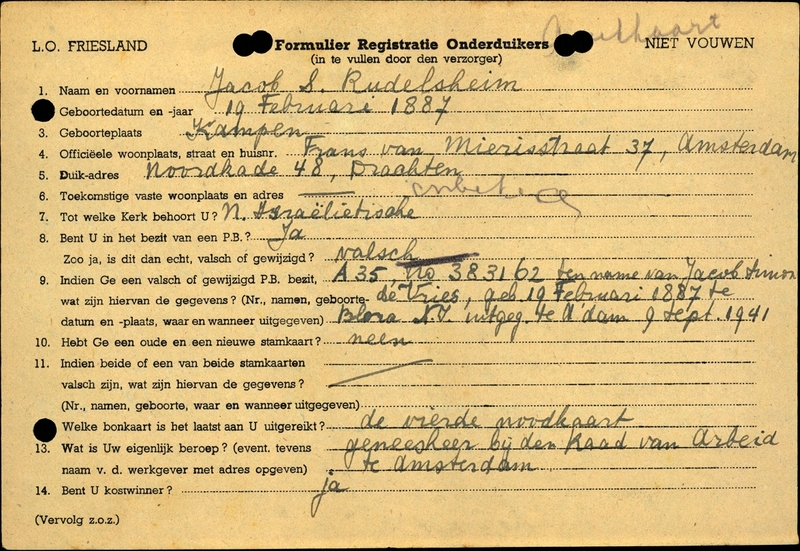 L.O. FRIESLAND Formulier Registratie Onderduikers NIET VOUWEN
(in te vullen door den verzorger)
1. Naam en voornamen Jacob S. Rudelsheim
Geboortedatum en -jaar 19 Februari 1887
3. Geboorteplaats Kampen
4. Officiëele woonplaats, straat en huisnr. Frans van Mierisstraat 37, Amsterdam
5. Duik-adres Noordkade 48, Drachten
6. Toekomstige vaste woonplaats en adres onbekend
7. Tot welke Kerk behoort U? N. Israëlietische
8. Bent U in het bezit van een P.B.? Ja
Zoo ja, is dit dan echt, valsch of gewijzigd? valsch
9. Indien Ge een valsch of gewijzigd P.B. bezit, A 35 No 383162 ten name van Jacob Simon
wat zijn hiervan de gegevens? (Nr., namen, geboorte- de Vries, geb 19 Februari 1887 te
datum en -plaats, waar en wanneer uitgegeven) Blora N.I. uitgeg. te A'dam 9 Sept. 1941
10. Hebt Ge een oude en een nieuwe stamkaart? neen
11. Indien beide of een van beide stamkaarten
valsch zijn, wat zijn hiervan de gegevens?
(Nr., namen, geboorte, waar en wanneer uitgegeven)
Welke bonkaart is het laatst aan U uitgereikt? de vierde noodkaart
13. Wat is Uw eigenlijk beroep? (event. tevens geneesheer bij den Raad van Arbeid
naam v. d. werkgever met adres opgeven) te Amsterdam
14. Bent U kostwinner? ja
(Vervolg z.o.z.)